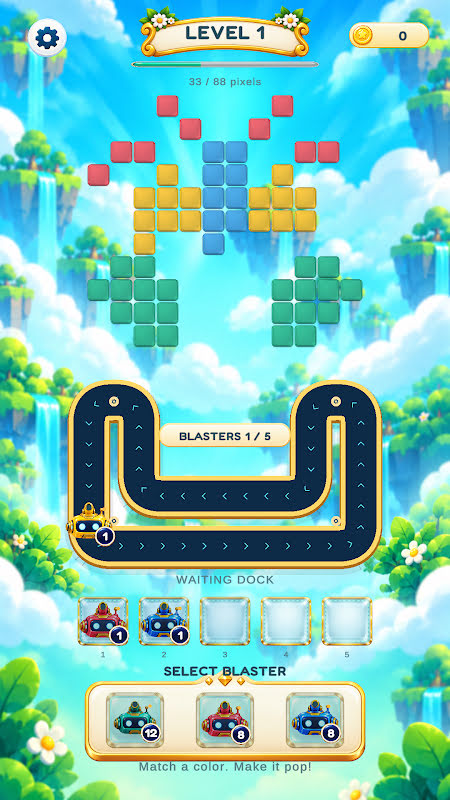 LEVEL 1
0
33 / 88 pixels
BLASTERS 1 / 5
1
WAITING DOCK
1 1
1 2 3 4 5
SELECT BLASTER
12 8 8
Match a color. Make it pop!